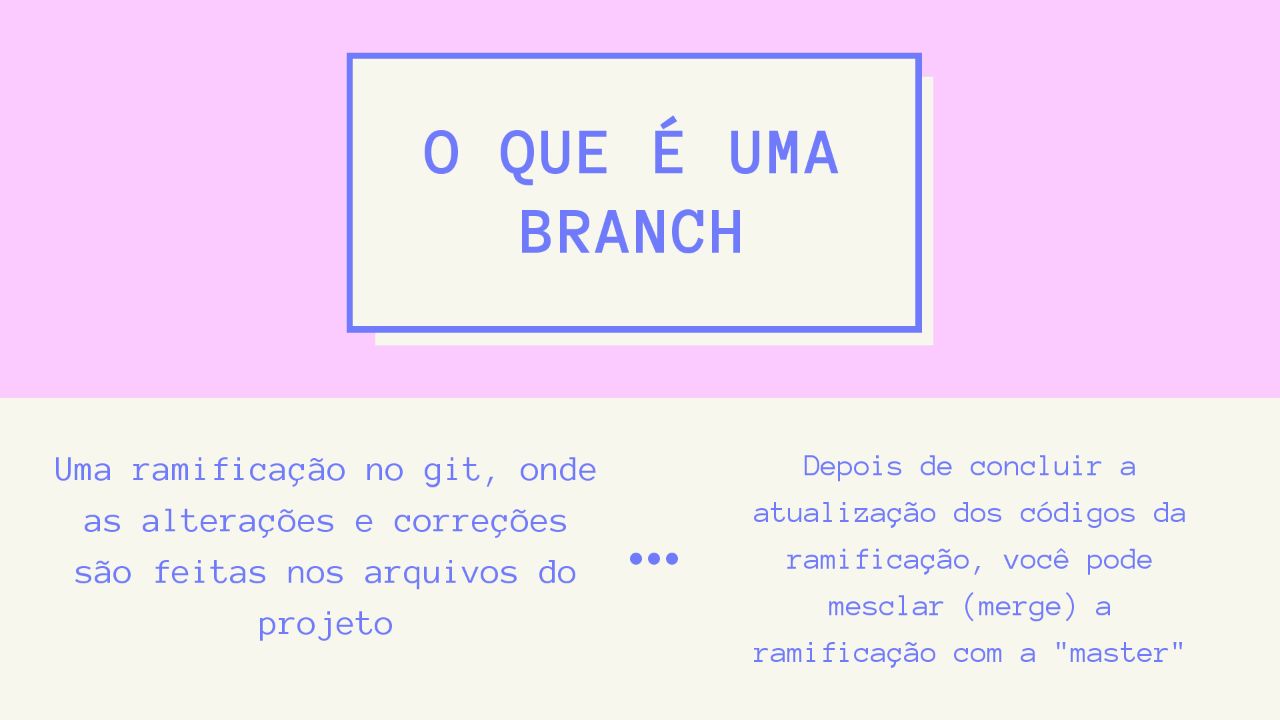 O QUE É UMA
BRANCH
Uma ramificação no git, onde
as alterações e correções
são feitas nos arquivos do
projeto
Depois de concluir a
atualização dos códigos da
ramificação, você pode
mesclar (merge) a
ramificação com a "master"